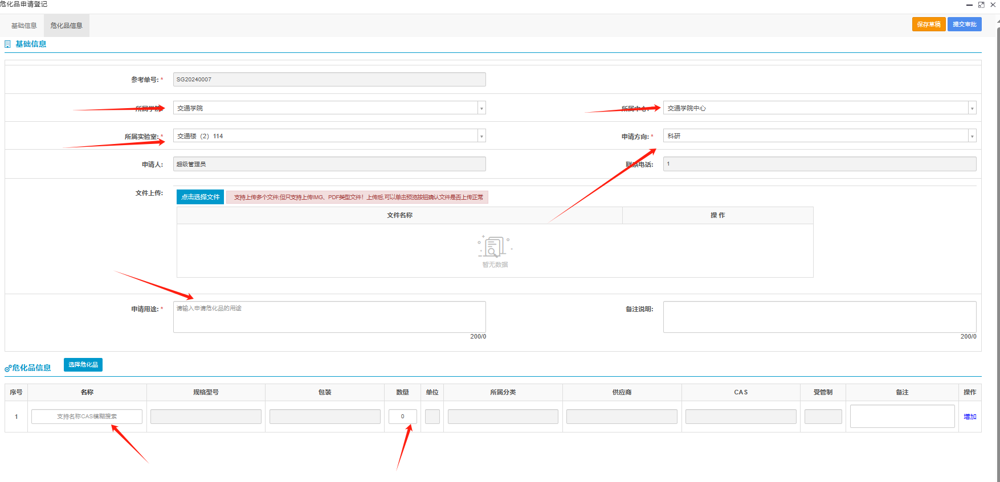 危化品申请登记
基础信息 危化品信息 保存草稿 提交审批
基础信息
参考单号: * SG20240007
所属学院: 交通学院 所属中心: 交通学院中心
所属实验室: * 交通楼（2）114 申请方向: * 科研
申请人: 超级管理员 联系电话: 1
文件上传: 点击选择文件 支持上传多个文件;但只支持上传IMG、PDF类型文件！上传后,可以单击预览按钮确认文件是否上传正常
文件名称 操 作
暂无数据
申请用途: * 请输入申请危化品的用途 备注说明:
200/0 200/0
危化品信息 选择危化品
序号 名称 规格型号 包装 数量 单位 所属分类 供应商 CAS 受管制 备注 操作
1 支持名称CAS模糊搜索 0 增加